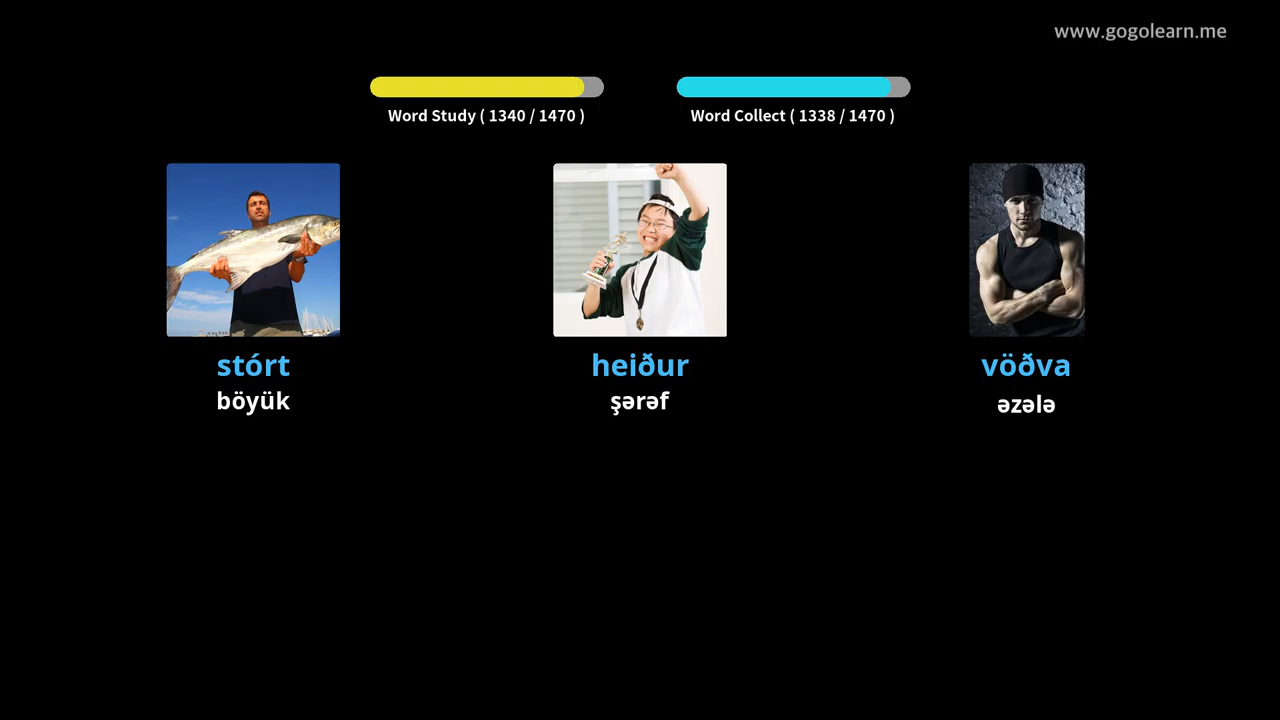 www.gogolearn.me
Word Study ( 1340 / 1470 )
Word Collect ( 1338 / 1470 )
stórt
böyük
heiður
şərəf
vöðva
əzələ